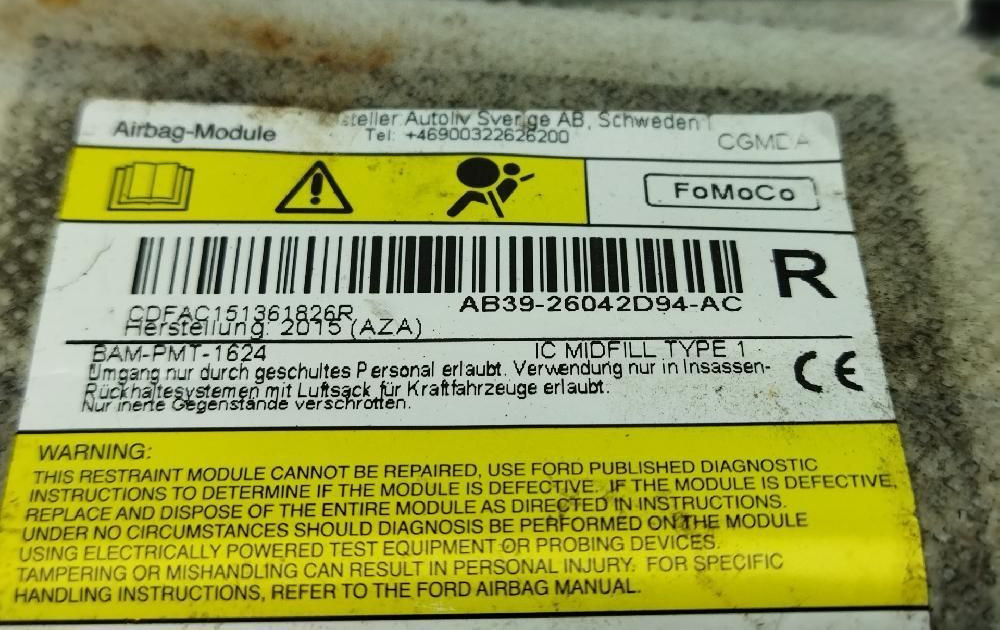 Airbag-Module
steller Autoliv Sverige AB, Schweden
Tel: +46900322626200
FoMoCo
R
CDFAC151361826R
AB39-26042D94-AC
Herstellung: 2015 (AZA)
BAM-PMT-1624
IC MIDFILL TYPE 1
Umgang nur durch geschultes Personal erlaubt. Verwendung nur in Insassen-
Rückhaltesystemen mit Luftsack für Kraftfahrzeuge erlaubt.
Nur inerte Gegenstände verschrotten.
CE
WARNING:
THIS RESTRAINT MODULE CANNOT BE REPAIRED, USE FORD PUBLISHED DIAGNOSTIC
INSTRUCTIONS TO DETERMINE IF THE MODULE IS DEFECTIVE. IF THE MODULE IS DEFECTIVE,
REPLACE AND DISPOSE OF THE ENTIRE MODULE AS DIRECTED IN INSTRUCTIONS.
UNDER NO CIRCUMSTANCES SHOULD DIAGNOSIS BE PERFORMED ON THE MODULE
USING ELECTRICALLY POWERED TEST EQUIPMENT OR PROBING DEVICES.
TAMPERING OR MISHANDLING CAN RESULT IN PERSONAL INJURY. FOR SPECIFIC
HANDLING INSTRUCTIONS, REFER TO THE FORD AIRBAG MANUAL.